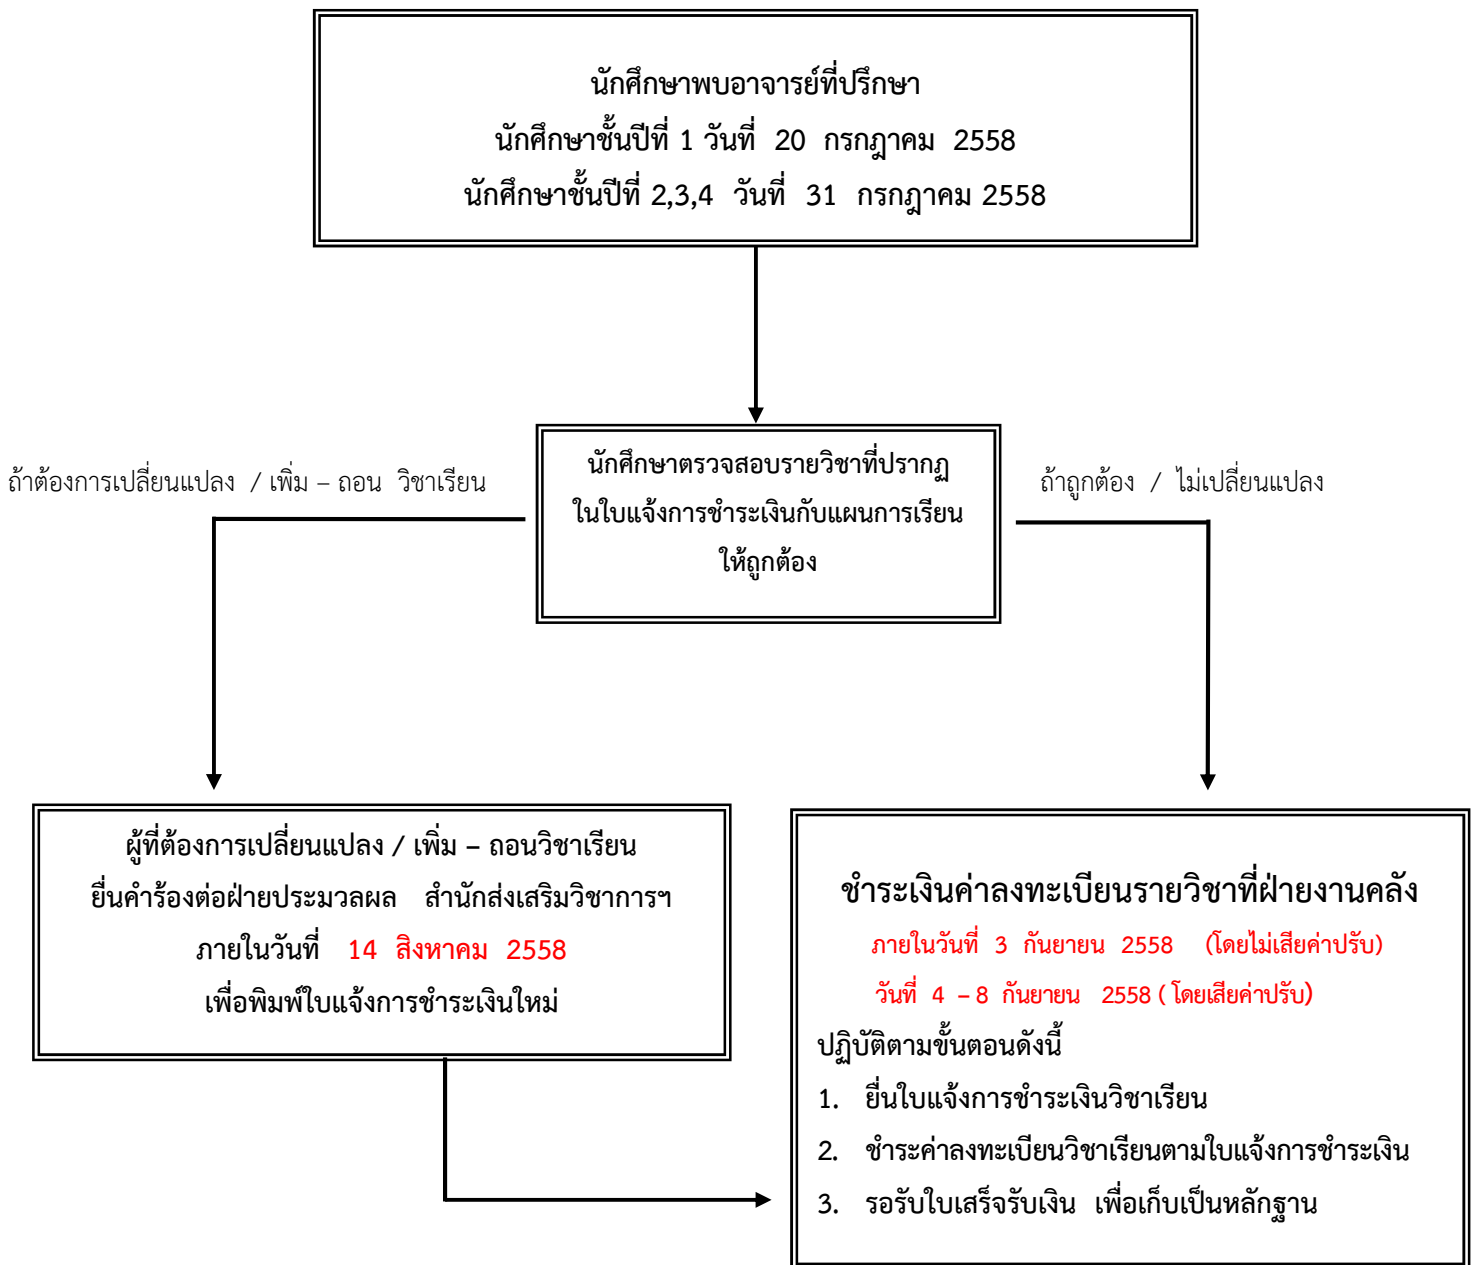 นักศึกษาพบอาจารย์ที่ปรึกษา
นักศึกษาชั้นปีที่ 1 วันที่ 20 กรกฎาคม 2558
นักศึกษาชั้นปีที่ 2,3,4 วันที่ 31 กรกฎาคม 2558
นักศึกษาตรวจสอบรายวิชาที่ปรากฏ
ในใบแจ้งการชำระเงินกับแผนการเรียน
ให้ถูกต้อง
ถ้าต้องการเปลี่ยนแปลง / เพิ่ม – ถอน วิชาเรียน
ถ้าถูกต้อง / ไม่เปลี่ยนแปลง
ผู้ที่ต้องการเปลี่ยนแปลง / เพิ่ม – ถอนวิชาเรียน
ยื่นคำร้องต่อฝ่ายประมวลผล สำนักส่งเสริมวิชาการฯ
ภายในวันที่ 14 สิงหาคม 2558
เพื่อพิมพ์ใบแจ้งการชำระเงินใหม่
ชำระเงินค่าลงทะเบียนรายวิชาที่ฝ่ายงานคลัง
ภายในวันที่ 3 กันยายน 2558 (โดยไม่เสียค่าปรับ)
วันที่ 4 – 8 กันยายน 2558 ( โดยเสียค่าปรับ)
ปฏิบัติตามขั้นตอนดังนี้
1. ยื่นใบแจ้งการชำระเงินวิชาเรียน
2. ชำระค่าลงทะเบียนวิชาเรียนตามใบแจ้งการชำระเงิน
3. รอรับใบเสร็จรับเงิน เพื่อเก็บเป็นหลักฐาน